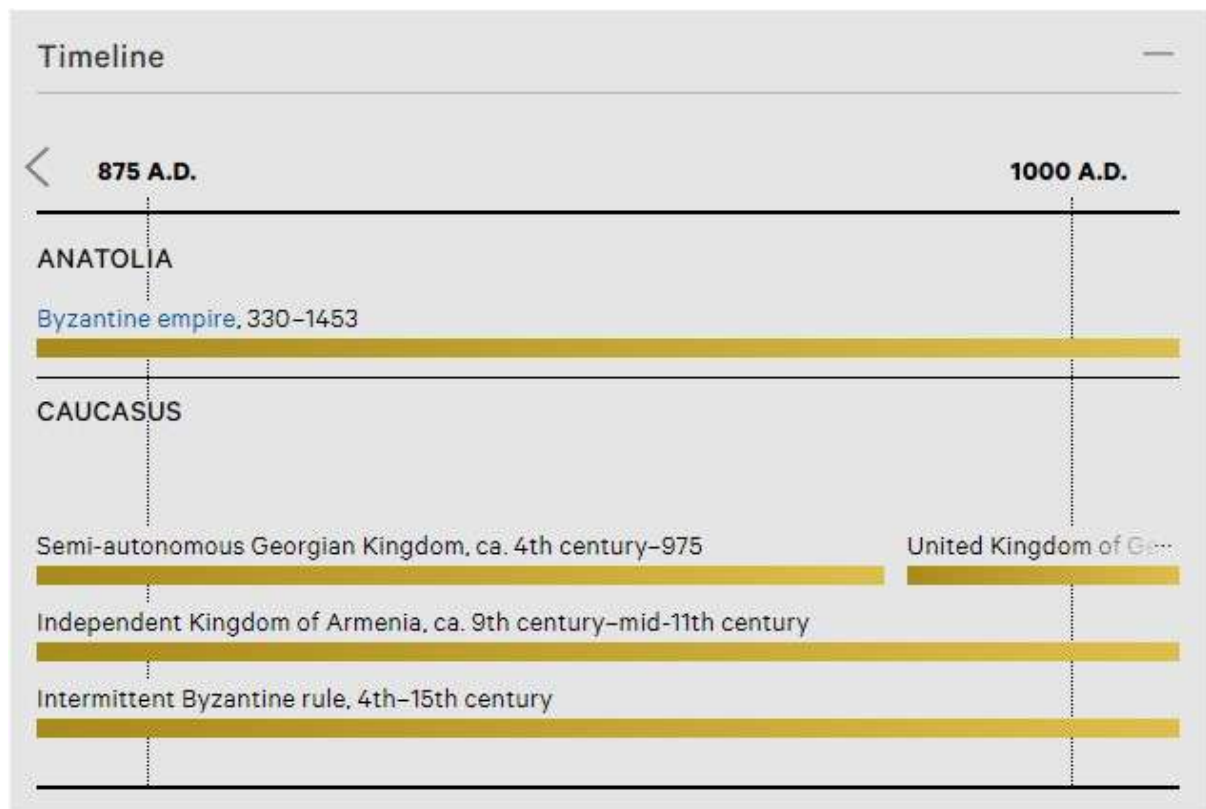 Timeline
875 A.D. 1000 A.D.
ANATOLIA
Byzantine empire, 330–1453
CAUCASUS
Semi-autonomous Georgian Kingdom, ca. 4th century–975 United Kingdom of Ge...
Independent Kingdom of Armenia, ca. 9th century–mid-11th century
Intermittent Byzantine rule, 4th–15th century